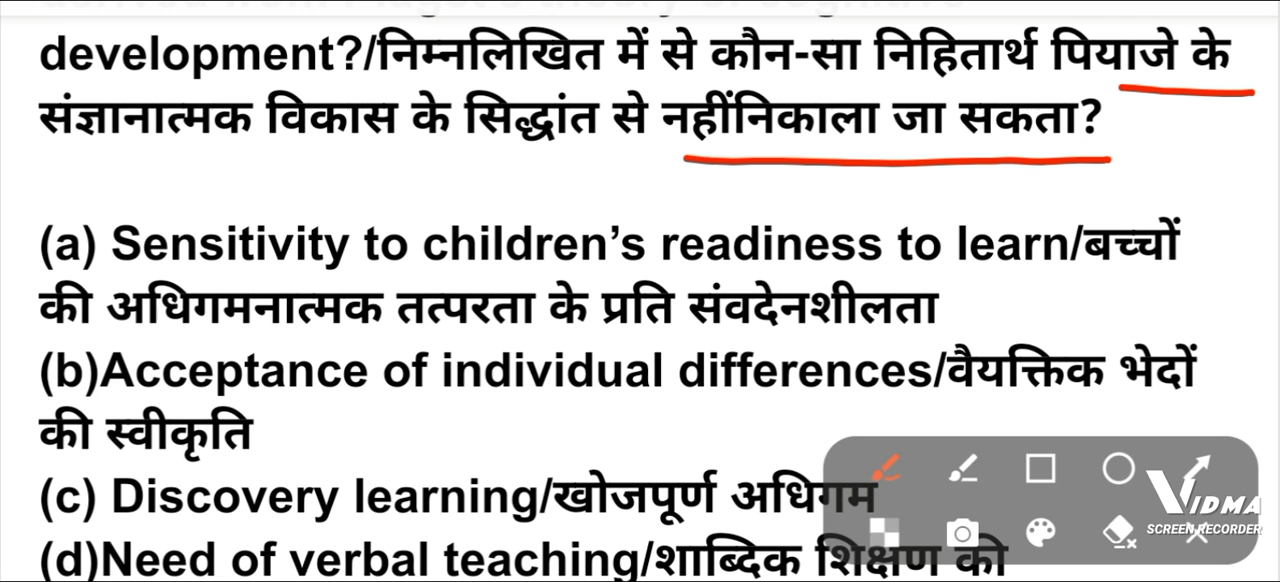 development?/निम्नलिखित में से कौन-सा निहितार्थ पियाजे के
संज्ञानात्मक विकास के सिद्धांत से नहींनिकाला जा सकता?
(a) Sensitivity to children's readiness to learn/बच्चों
की अधिगमनात्मक तत्परता के प्रति संवदेनशीलता
(b)Acceptance of individual differences/वैयक्तिक भेदों
की स्वीकृति
(c) Discovery learning/खोजपूर्ण अधिगम
(d)Need of verbal teaching/शाब्दिक शिक्षण की
VIDMA
SCREEN RECORDER